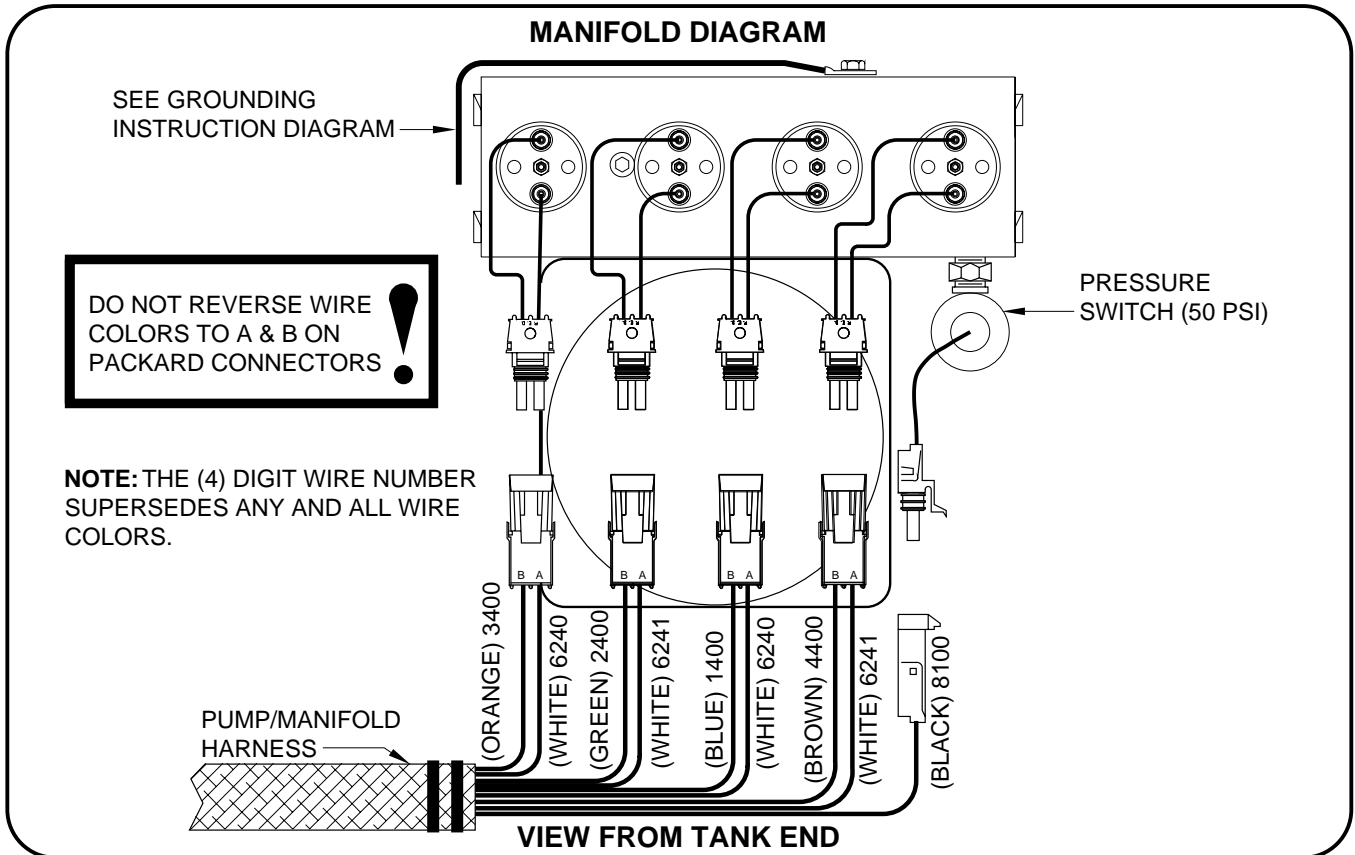 MANIFOLD DIAGRAM
SEE GROUNDING
INSTRUCTION DIAGRAM
DO NOT REVERSE WIRE
COLORS TO A & B ON
PACKARD CONNECTORS
!
PRESSURE
SWITCH (50 PSI)
NOTE: THE (4) DIGIT WIRE NUMBER
SUPERSEDES ANY AND ALL WIRE
COLORS.
B A
B A
B A
B A
(ORANGE) 3400
(WHITE) 6240
(GREEN) 2400
(WHITE) 6241
(BLUE) 1400
(WHITE) 6240
(BROWN) 4400
(WHITE) 6241
(BLACK) 8100
PUMP/MANIFOLD
HARNESS
VIEW FROM TANK END